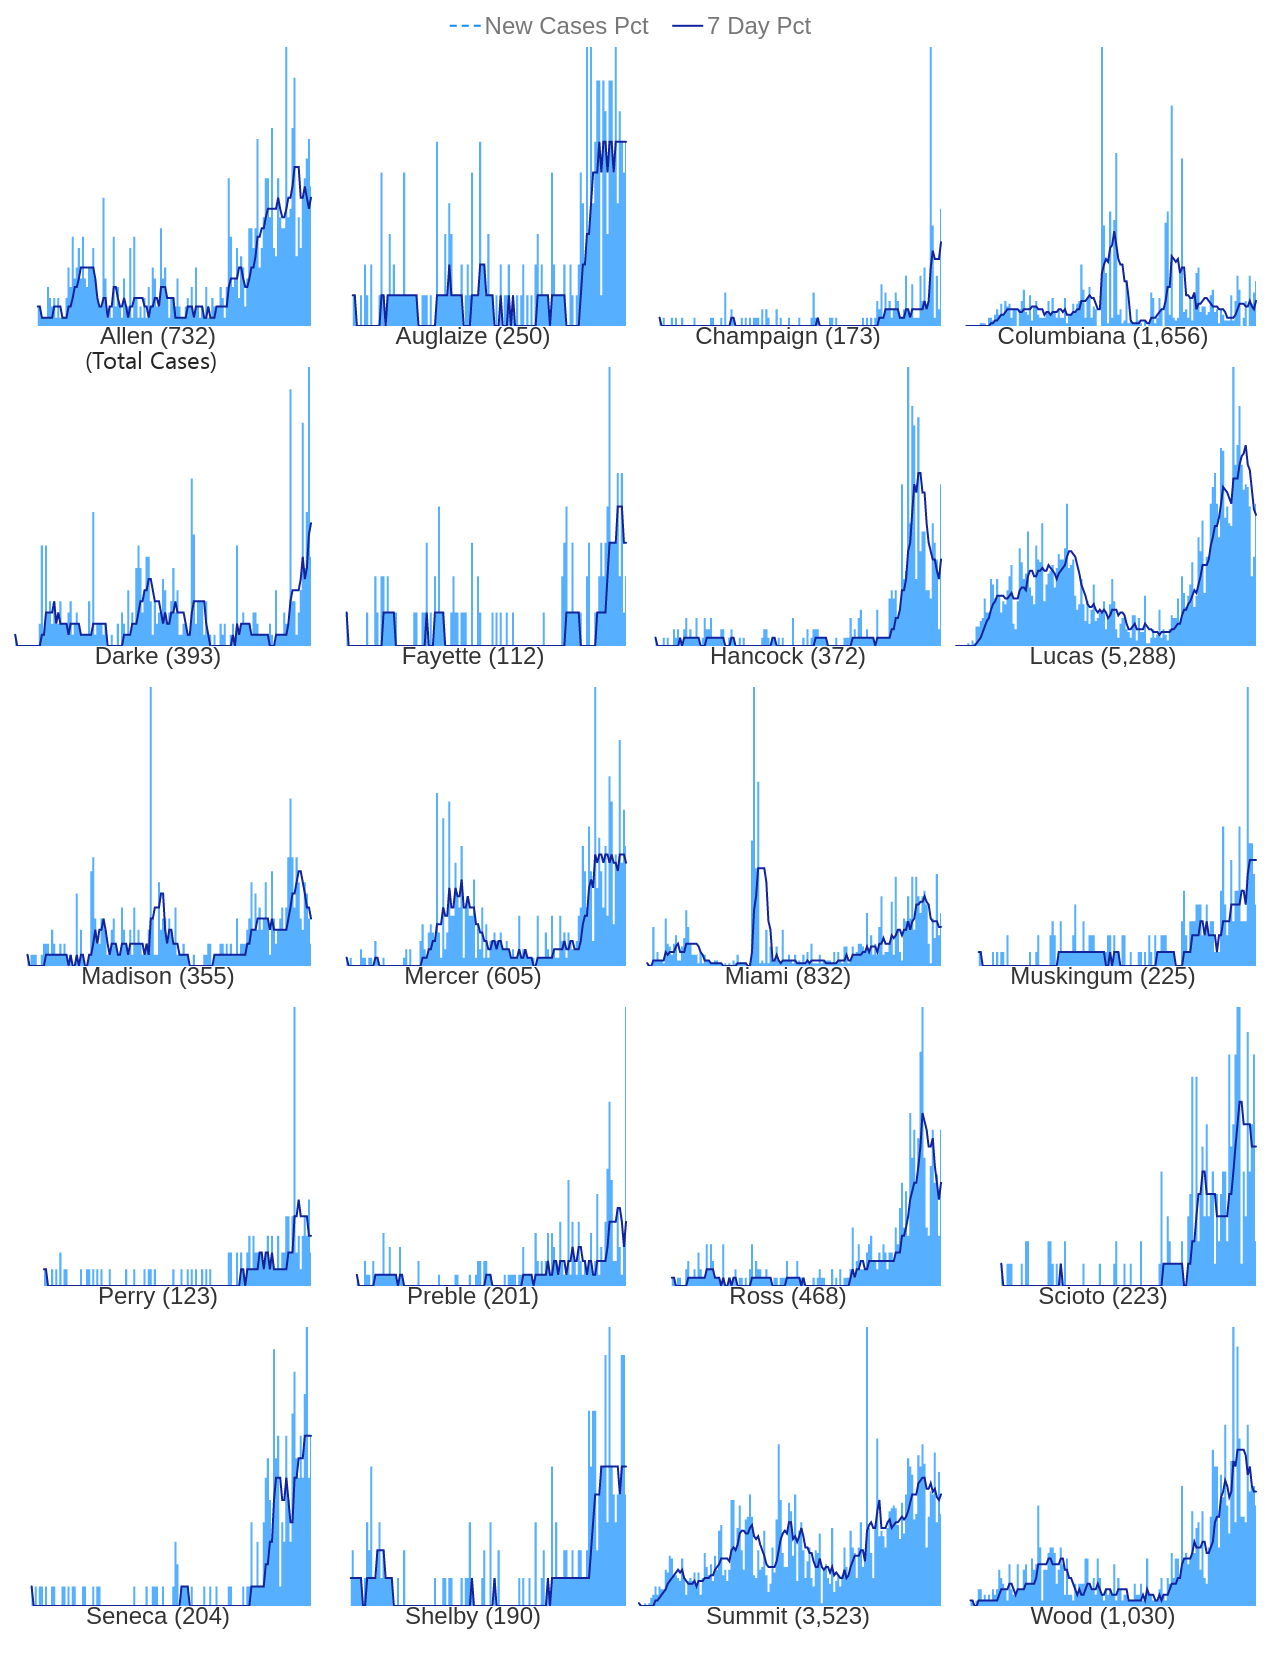 New Cases Pct 7 Day Pct
Allen (732) Auglaize (250) Champaign (173) Columbiana (1,656)
(Total Cases)
Darke (393) Fayette (112) Hancock (372) Lucas (5,288)
Madison (355) Mercer (605) Miami (832) Muskingum (225)
Perry (123) Preble (201) Ross (468) Scioto (223)
Seneca (204) Shelby (190) Summit (3,523) Wood (1,030)